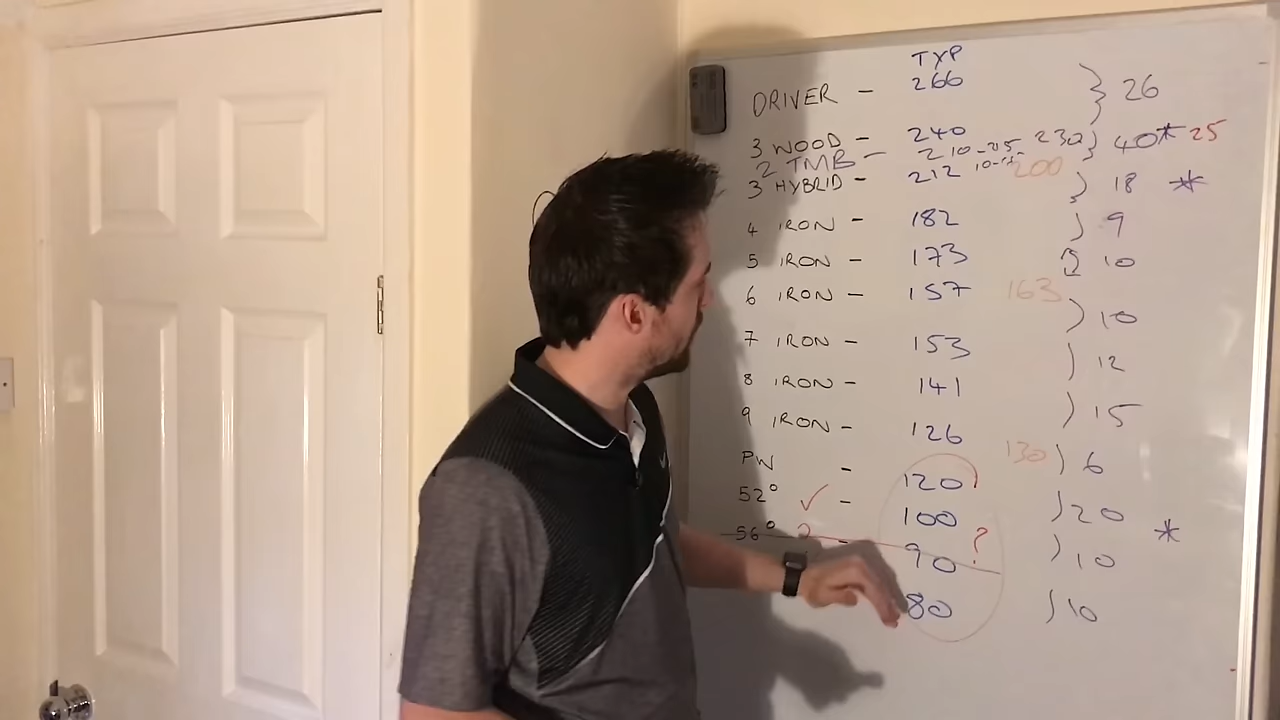 TYP
DRIVER - 266 } 26
3 WOOD - 240 230 } 40* 25
2 TMB - 210-215
3 HYBRID - 212 200 } 18 *
4 IRON - 182 ) 9
5 IRON - 173 10
6 IRON - 157 163 ) 10
7 IRON - 153 ) 12
8 IRON - 141 ) 15
9 IRON - 126 130 ) 6
PW - 120
52° ✓ - 100 ) 20 *
56° ? - 90 ? ) 10
80 ) 10